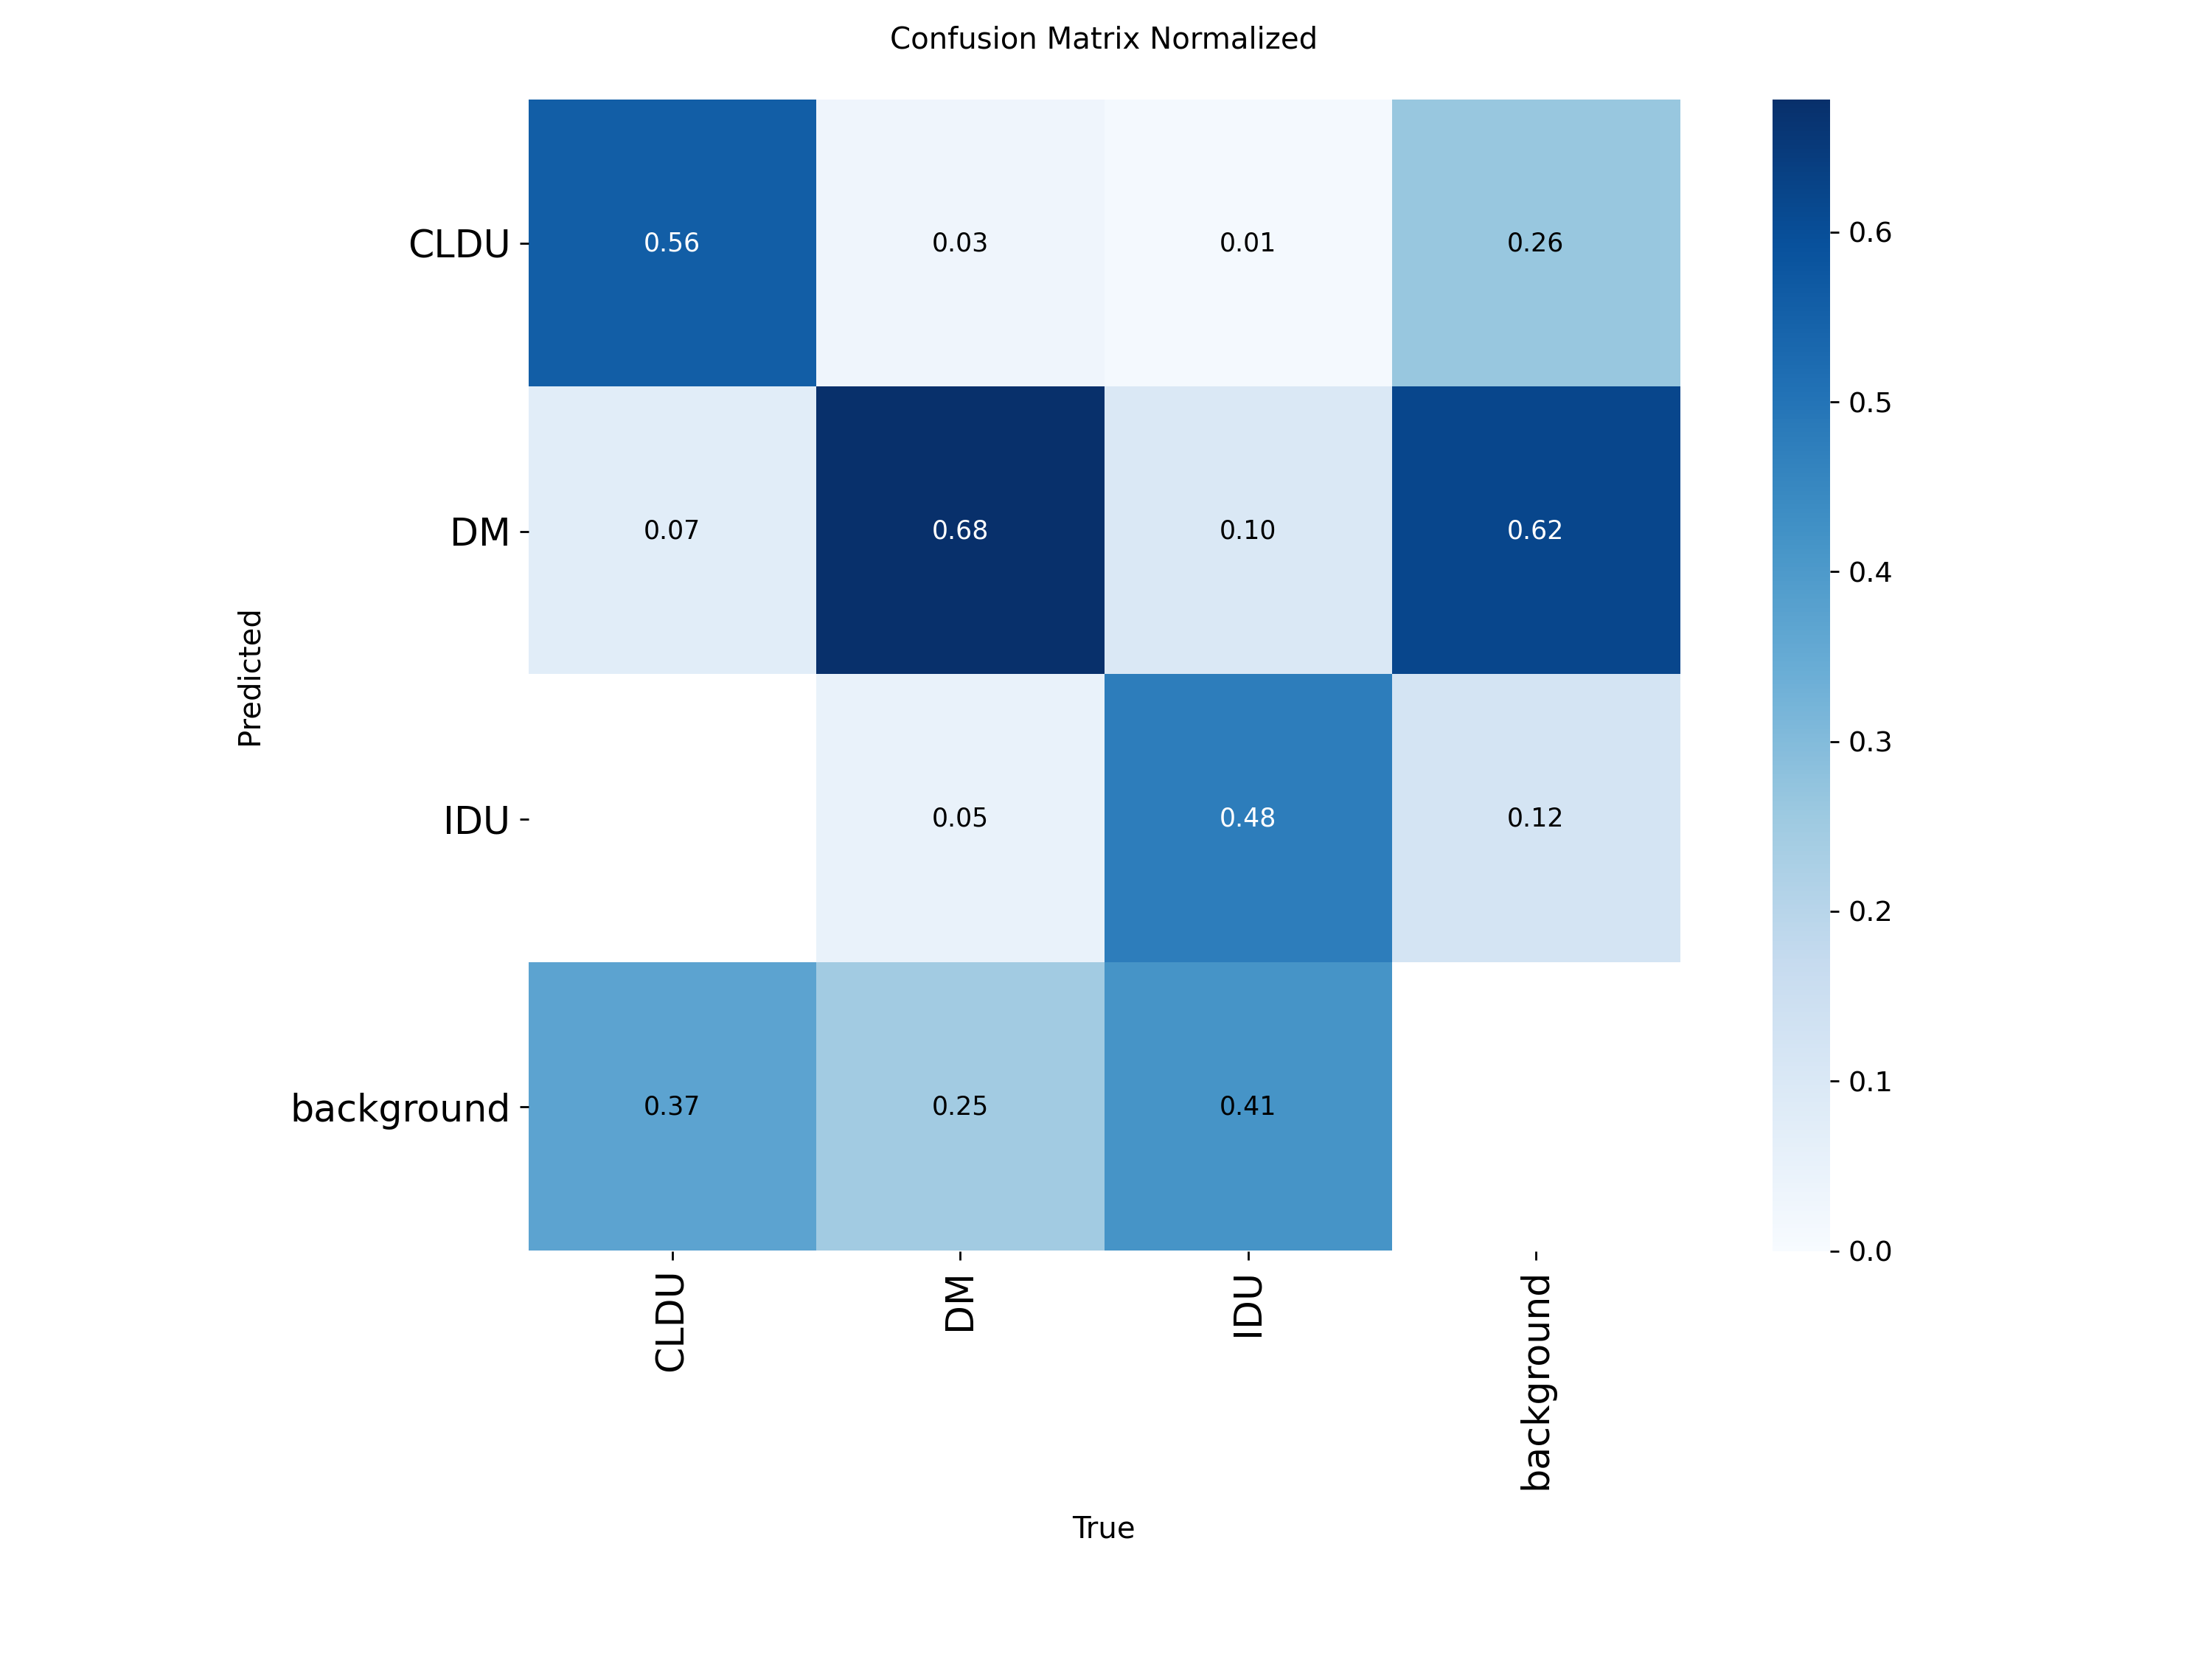 Confusion Matrix Normalized
CLDU
0.56 0.03 0.01 0.26
DM
0.07 0.68 0.10 0.62
IDU
0.05 0.48 0.12
background
0.37 0.25 0.41
Predicted
CLDU
DM
IDU
background
True
0.6
0.5
0.4
0.3
0.2
0.1
0.0